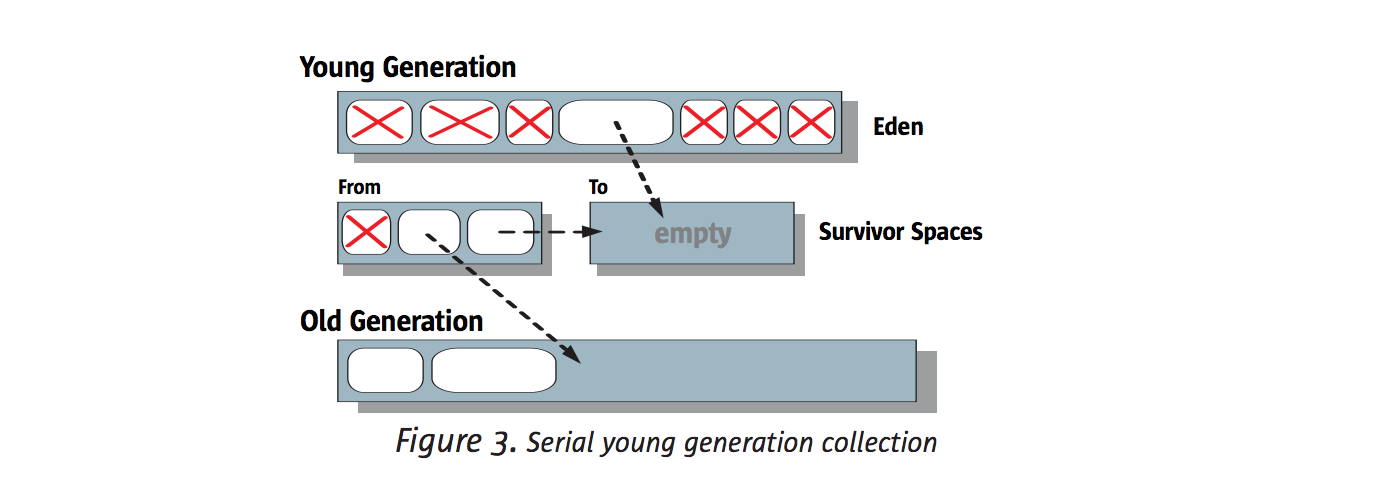 Young Generation
Eden
From
To
empty
Survivor Spaces
Old Generation
Figure 3. Serial young generation collection